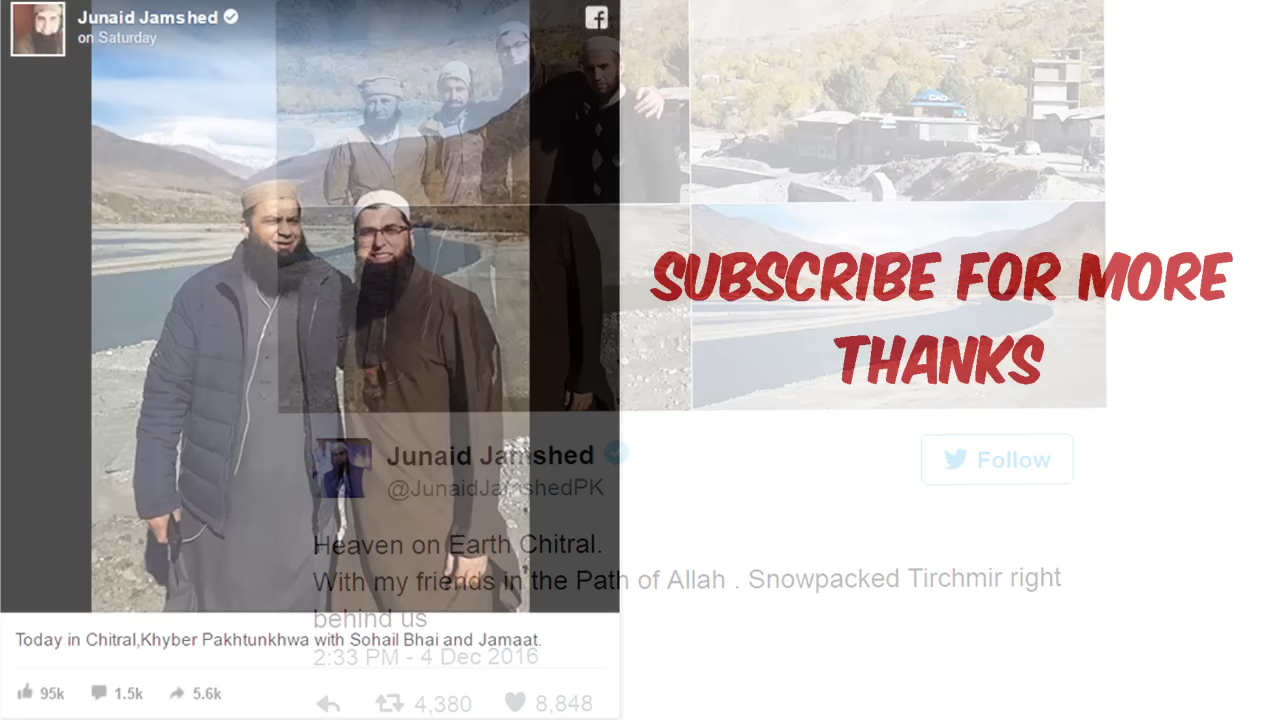 Junaid Jamshed
on Saturday
CAD
SUBSCRIBE FOR MORE
THANKS
Junaid Jamshed
@JunaidJamshedPK
Follow
Heaven on Earth Chitral.
With my friends in the Path of Allah . Snowpacked Tirchmir right
behind us
2:33 PM - 4 Dec 2016
4,380
8,848
Today in Chitral,Khyber Pakhtunkhwa with Sohail Bhai and Jamaat.
95k 1.5k 5.6k